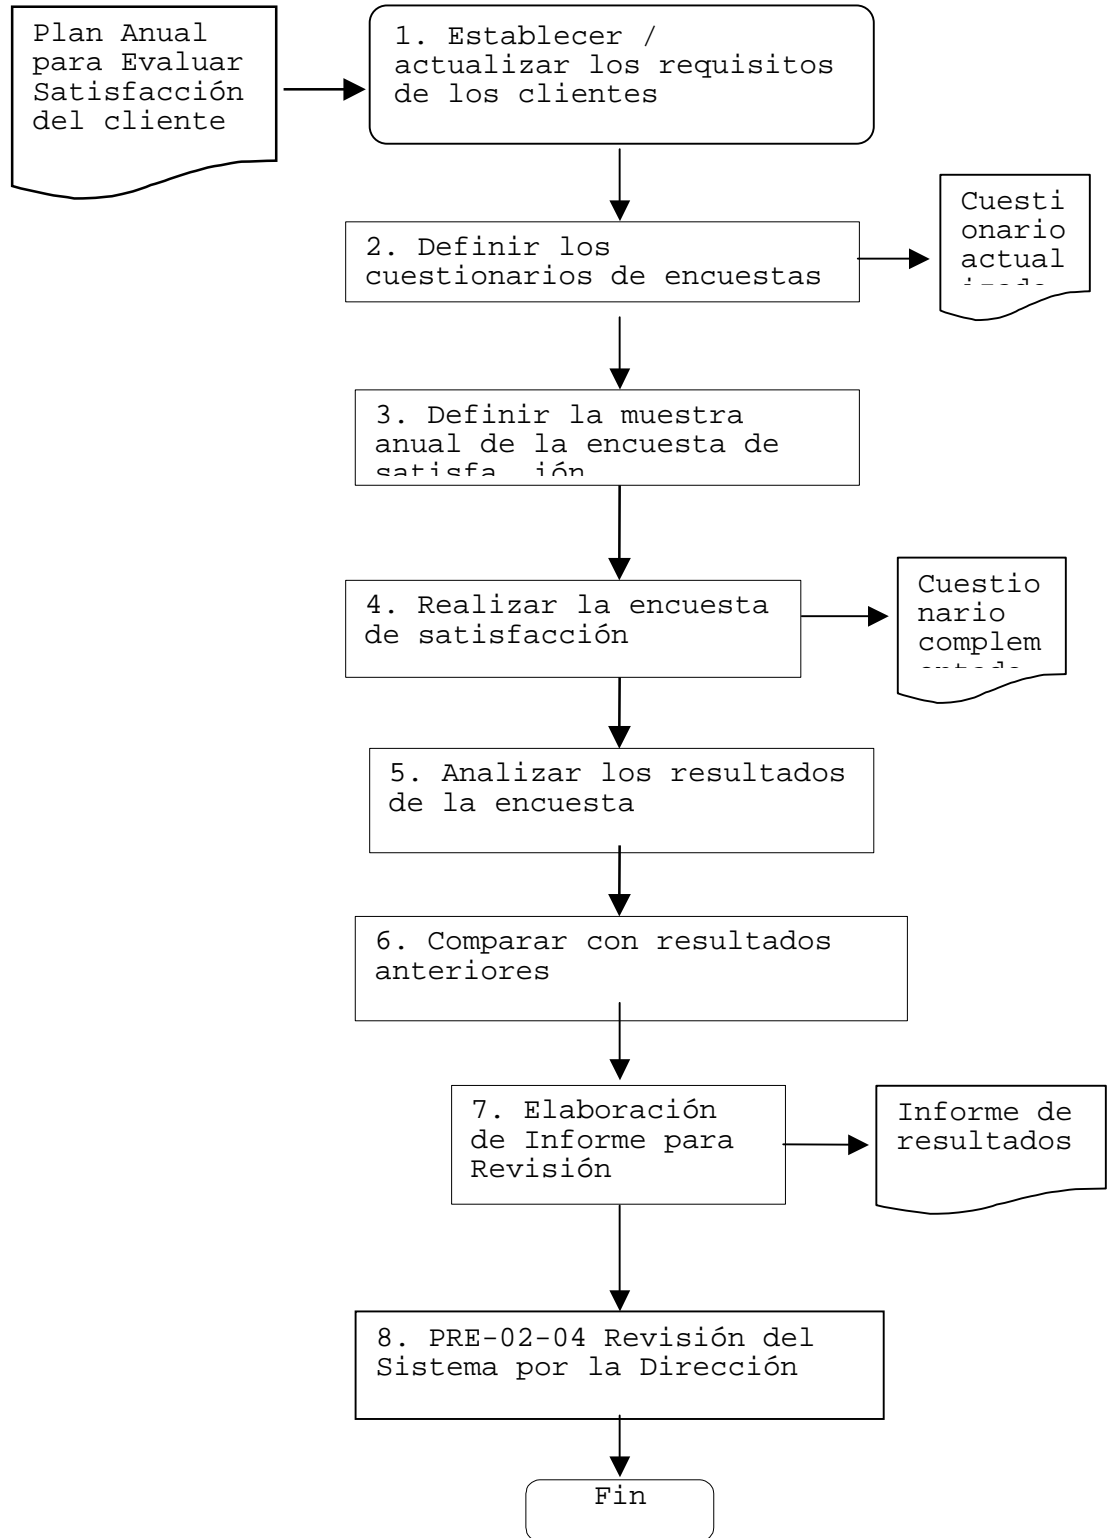 Plan Anual
para Evaluar
Satisfacción
del cliente
1. Establecer /
actualizar los requisitos
de los clientes
2. Definir los
cuestionarios de encuestas
Cuesti
onario
actual
3. Definir la muestra
anual de la encuesta de
4. Realizar la encuesta
de satisfacción
Cuestio
nario
complem
5. Analizar los resultados
de la encuesta
6. Comparar con resultados
anteriores
7. Elaboración
de Informe para
Revisión
Informe de
resultados
8. PRE-02-04 Revisión del
Sistema por la Dirección
Fin